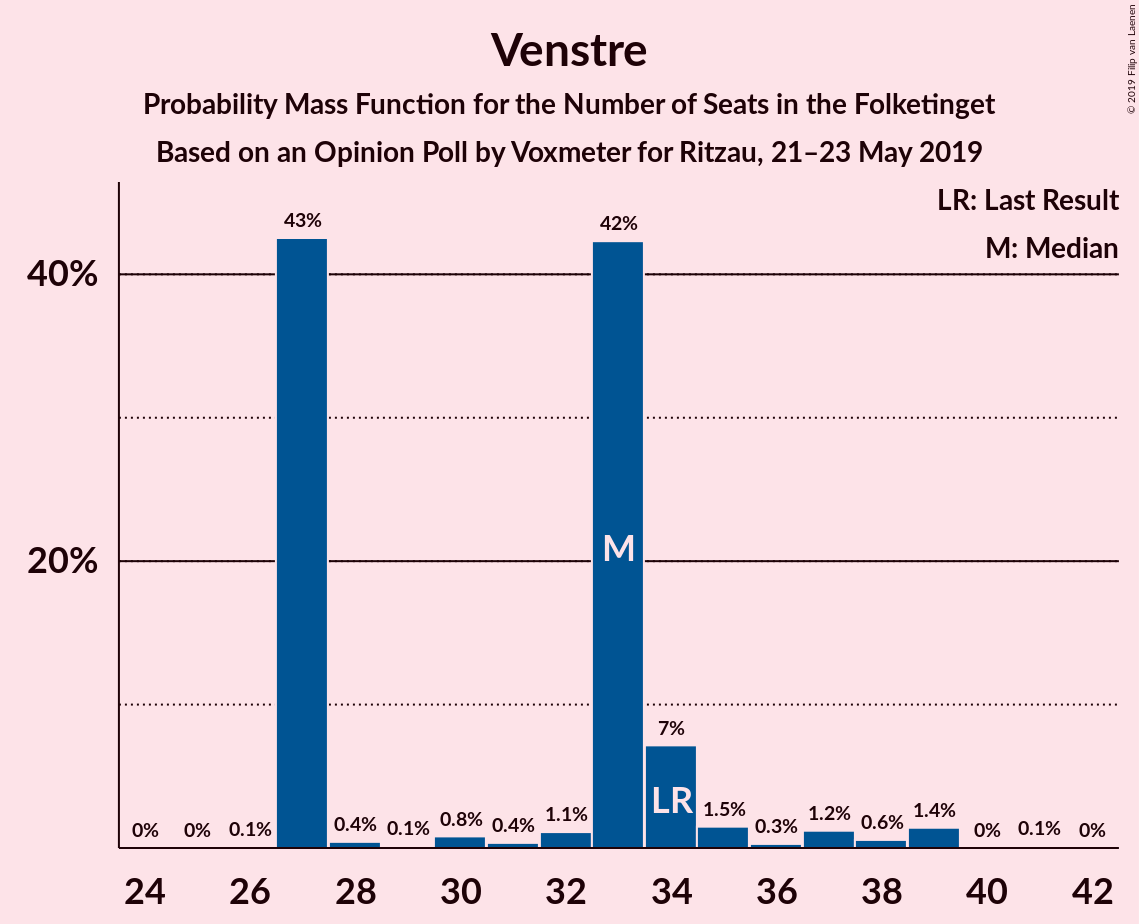 Venstre
Probability Mass Function for the Number of Seats in the Folketinget
Based on an Opinion Poll by Voxmeter for Ritzau, 21–23 May 2019
© 2019 Filip van Laenen
LR: Last Result
M: Median
40%
20%
0%
0%
0.1%
43%
0.4%
0.1%
0.8%
0.4%
1.1%
42%
M
7%
LR
1.5%
0.3%
1.2%
0.6%
1.4%
0%
0.1%
0%
24 26 28 30 32 34 36 38 40 42